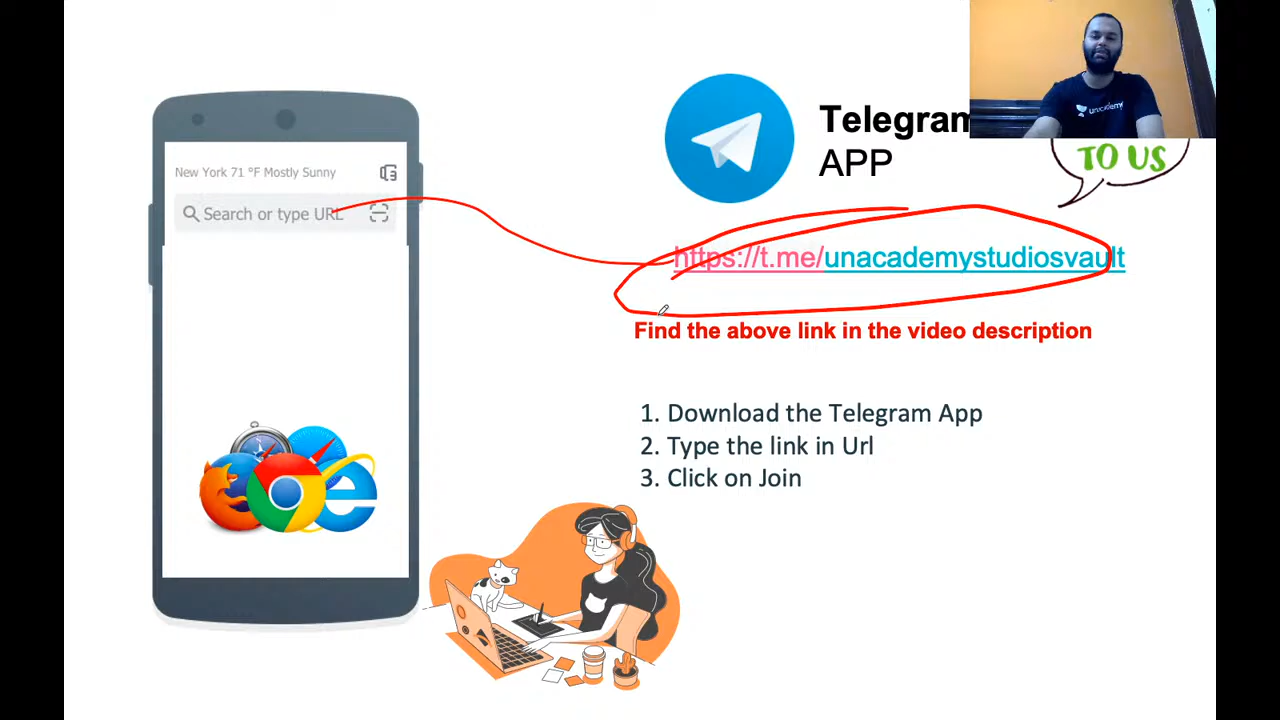 New York 71 °F Mostly Sunny
Search or type URL
Telegram
APP
unacademy
TO US
https://t.me/unacademystudiosvault
Find the above link in the video description
1. Download the Telegram App
2. Type the link in Url
3. Click on Join